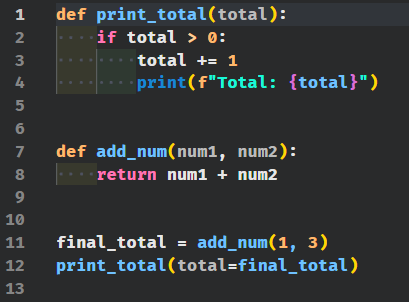 1 def print_total(total):
2     if total > 0:
3         total += 1
4         print(f"Total: {total}")
5
6
7 def add_num(num1, num2):
8     return num1 + num2
9
10
11 final_total = add_num(1, 3)
12 print_total(total=final_total)
13